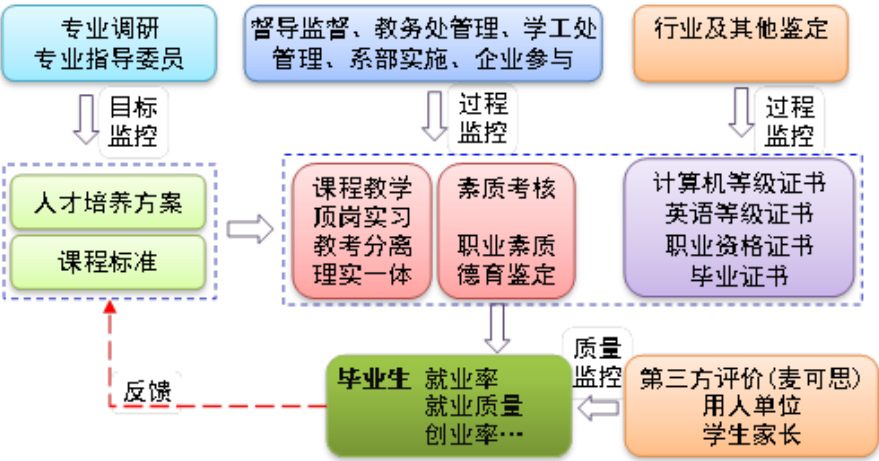 专业调研
专业指导委员
督导监督、教务处管理、学工处
管理、系部实施、企业参与
行业及其他鉴定
目标
监控
过程
监控
过程
监控
人才培养方案
课程标准
课程教学
顶岗实习
教考分离
理实一体
素质考核
职业素质
德育鉴定
计算机等级证书
英语等级证书
职业资格证书
毕业证书
反馈
毕业生 就业率
就业质量
创业率…
质量
监控
第三方评价(麦可思)
用人单位
学生家长